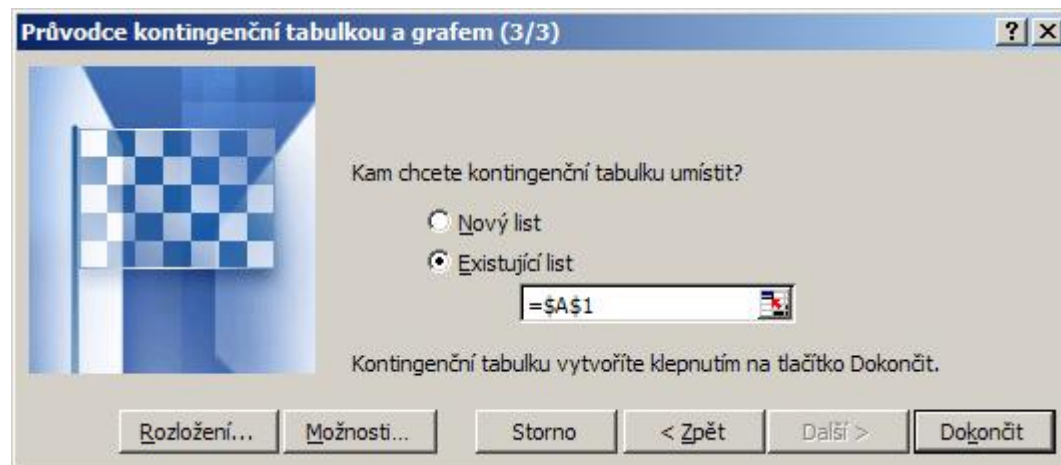 Průvodce kontingenční tabulkou a grafem (3/3)
Kam chcete kontingenční tabulku umístit?
Nový list
Existující list
=$A$1
Kontingenční tabulku vytvoříte klepnutím na tlačítko Dokončit.
Rozložení... Možnosti... Storno < Zpět Další > Dokončit